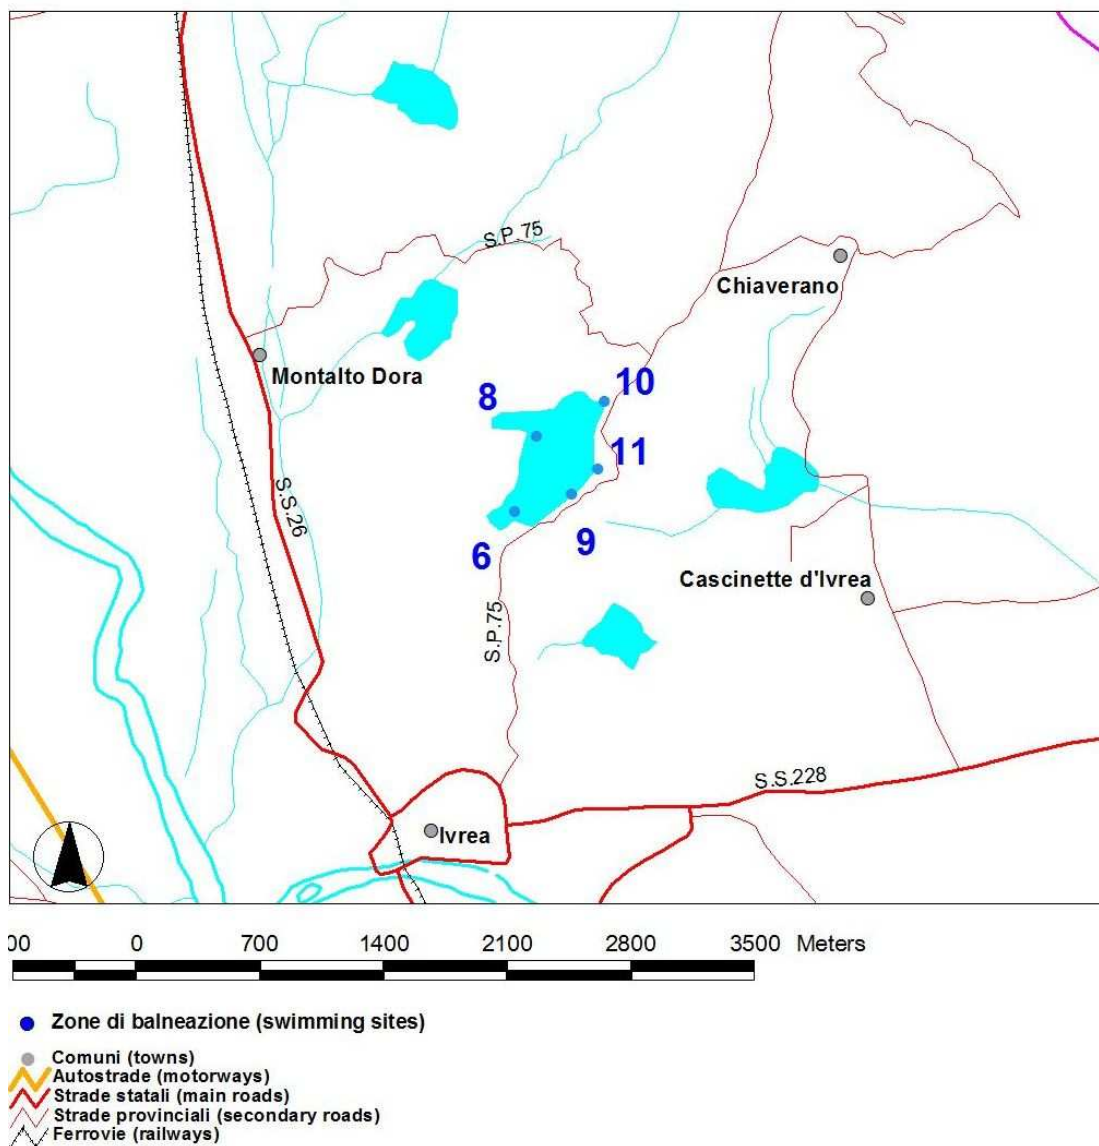 S.P. 75
Chiaverano
Montalto Dora
10
8
11
S.S.26
6
9
Cascinette d'Ivrea
S.P.75
S.S.228
Ivrea
00 0 700 1400 2100 2800 3500 Meters
Zone di balneazione (swimming sites)
Comuni (towns)
Autostrade (motorways)
Strade statali (main roads)
Strade provinciali (secondary roads)
Ferrovie (railways)